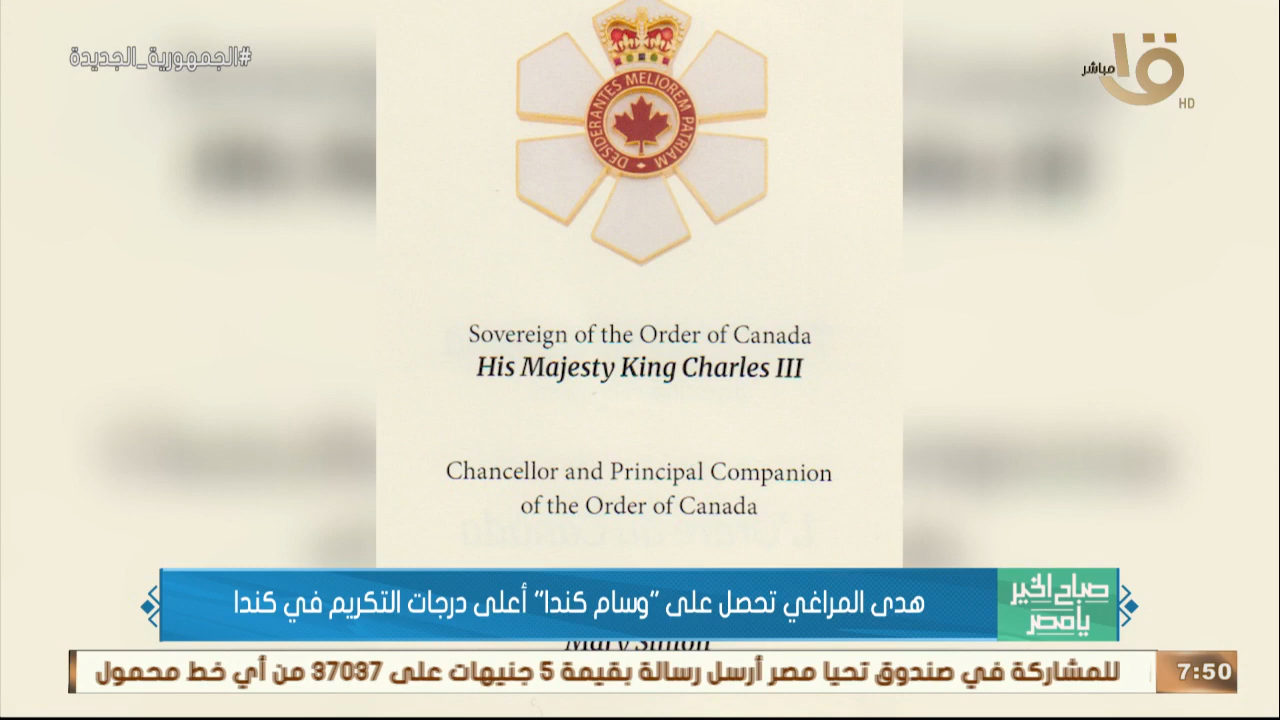 #الجمهورية_الجديدة
مباشر
HD
DESIDERANTES MELIOREM PATRIAM
Sovereign of the Order of Canada
His Majesty King Charles III
Chancellor and Principal Companion
of the Order of Canada
Mary Simon
صباح الخير
يا مصر
هدى المراغي تحصل على "وسام كندا" أعلى درجات التكريم في كندا
للمشاركة في صندوق تحيا مصر أرسل رسالة بقيمة 5 جنيهات على 37037 من أي خط محمول
7:50